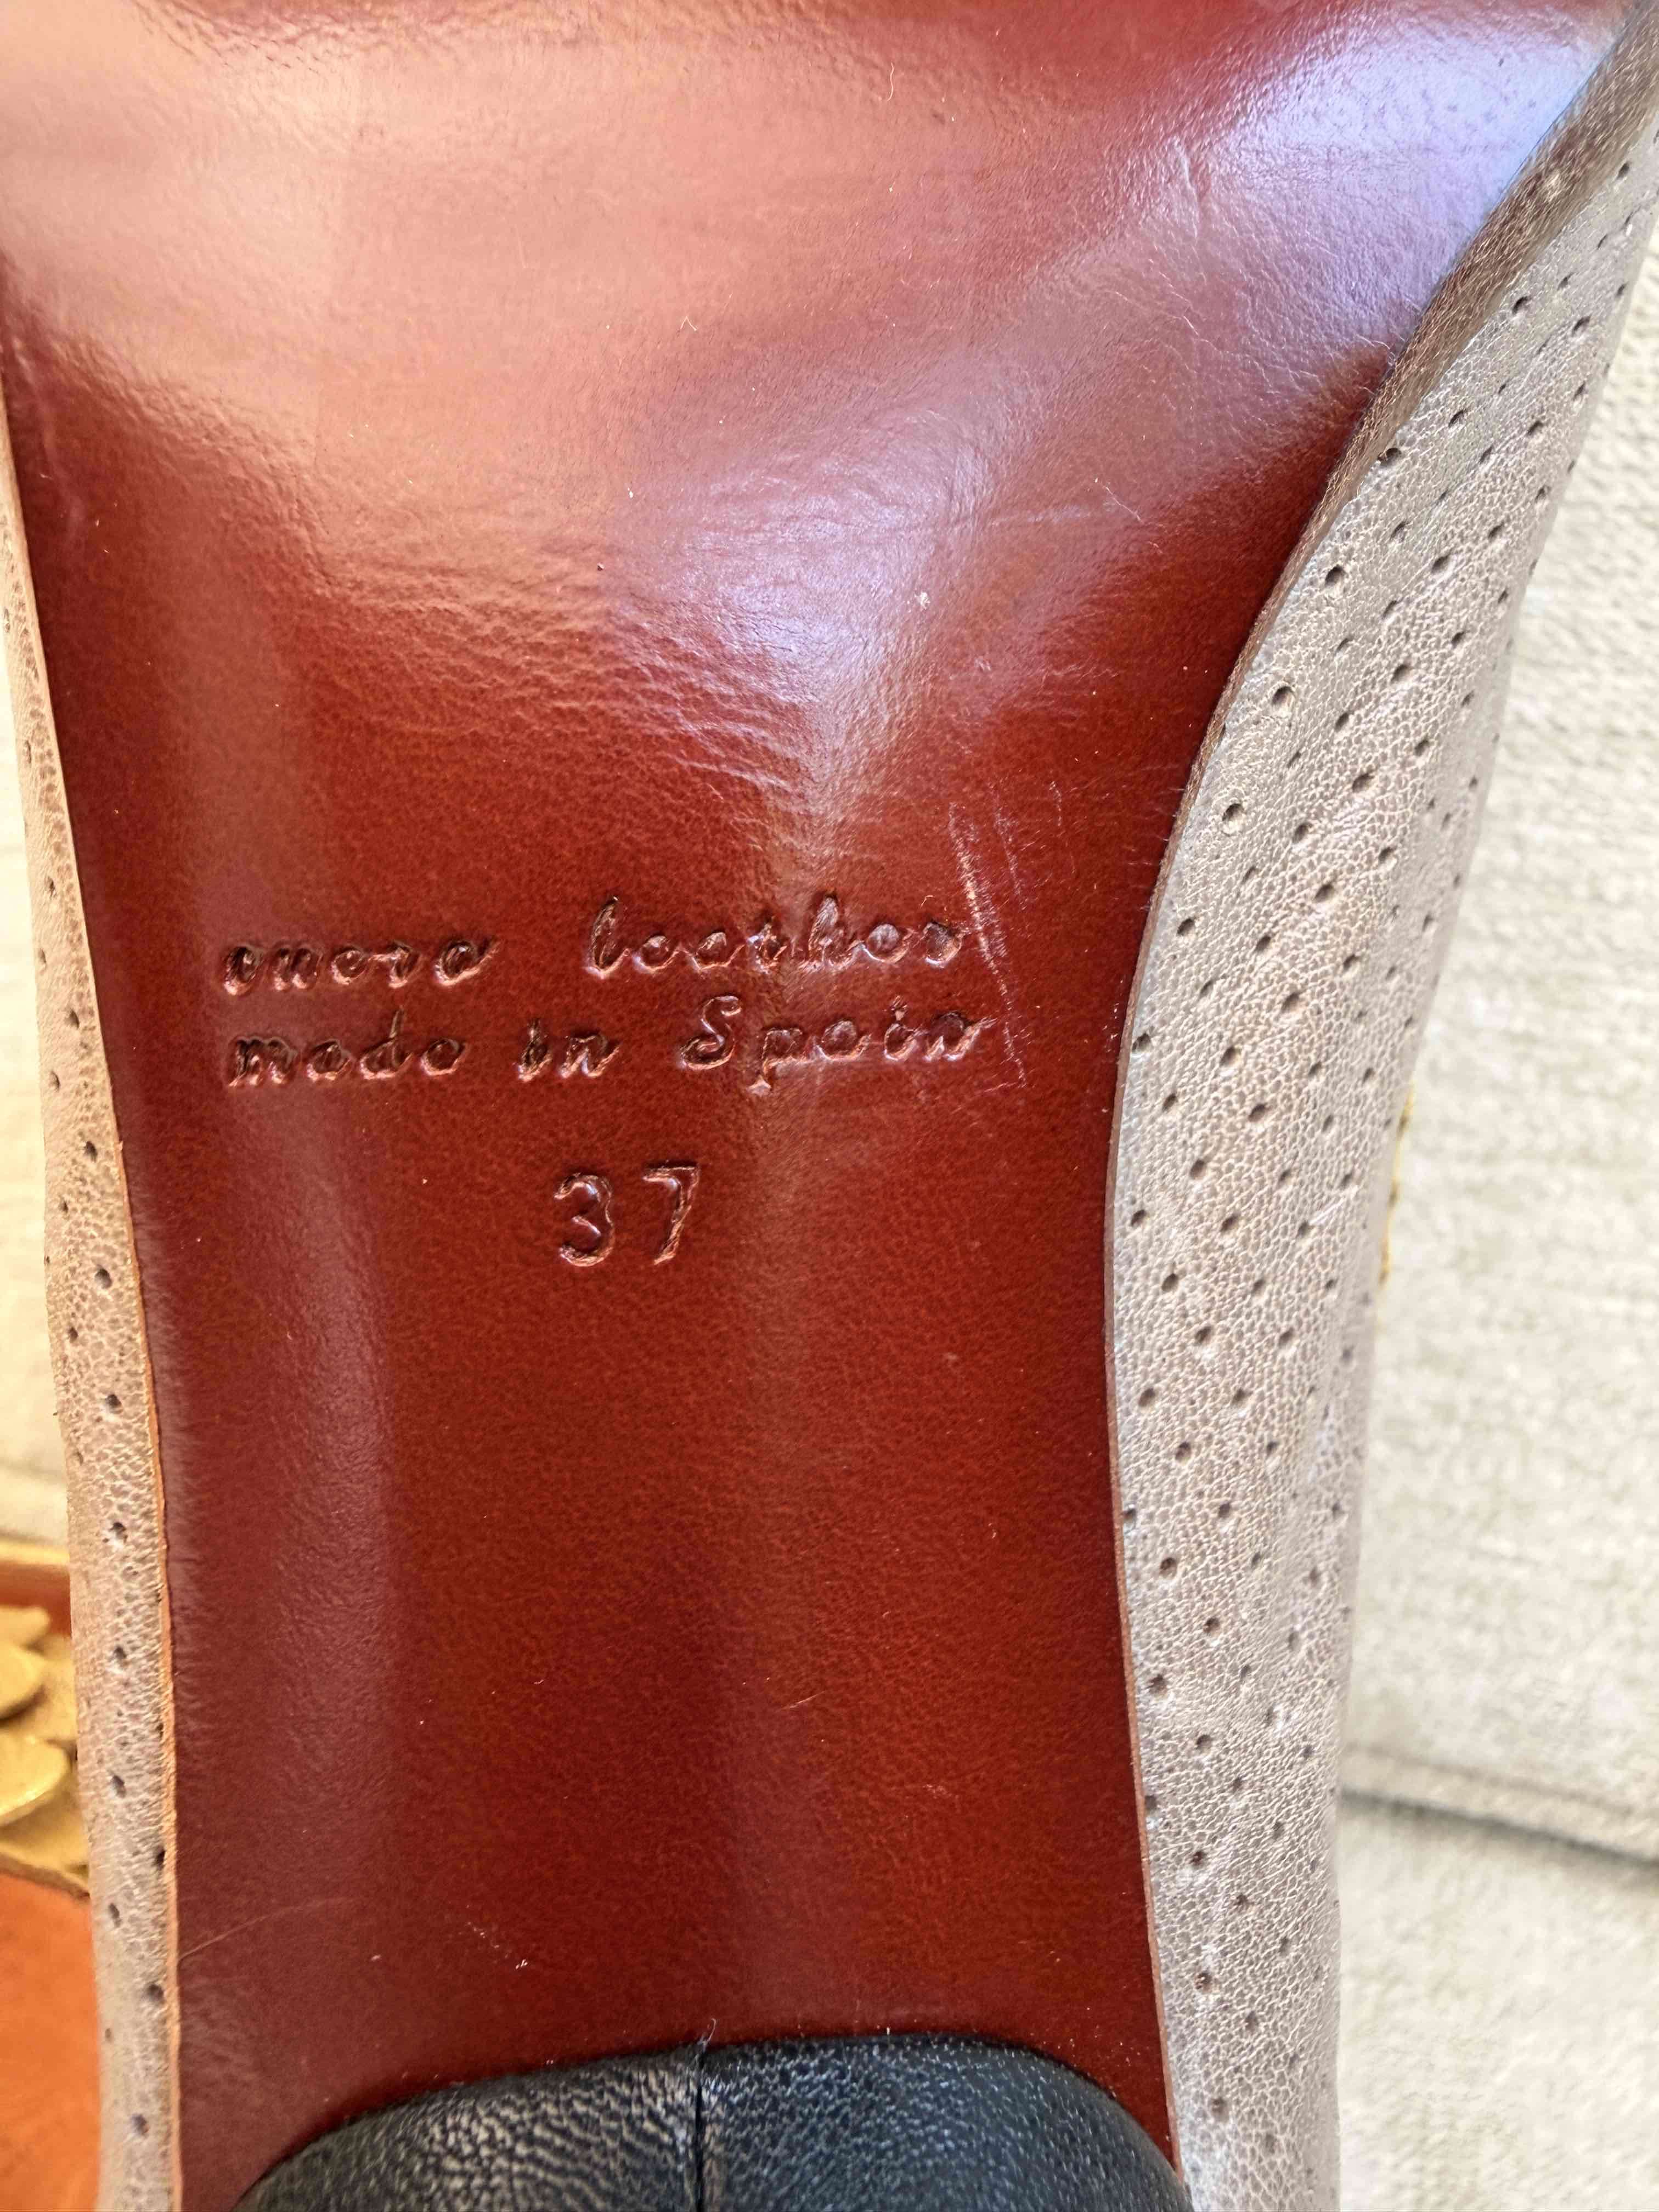 cuero leather
made in Spain
37